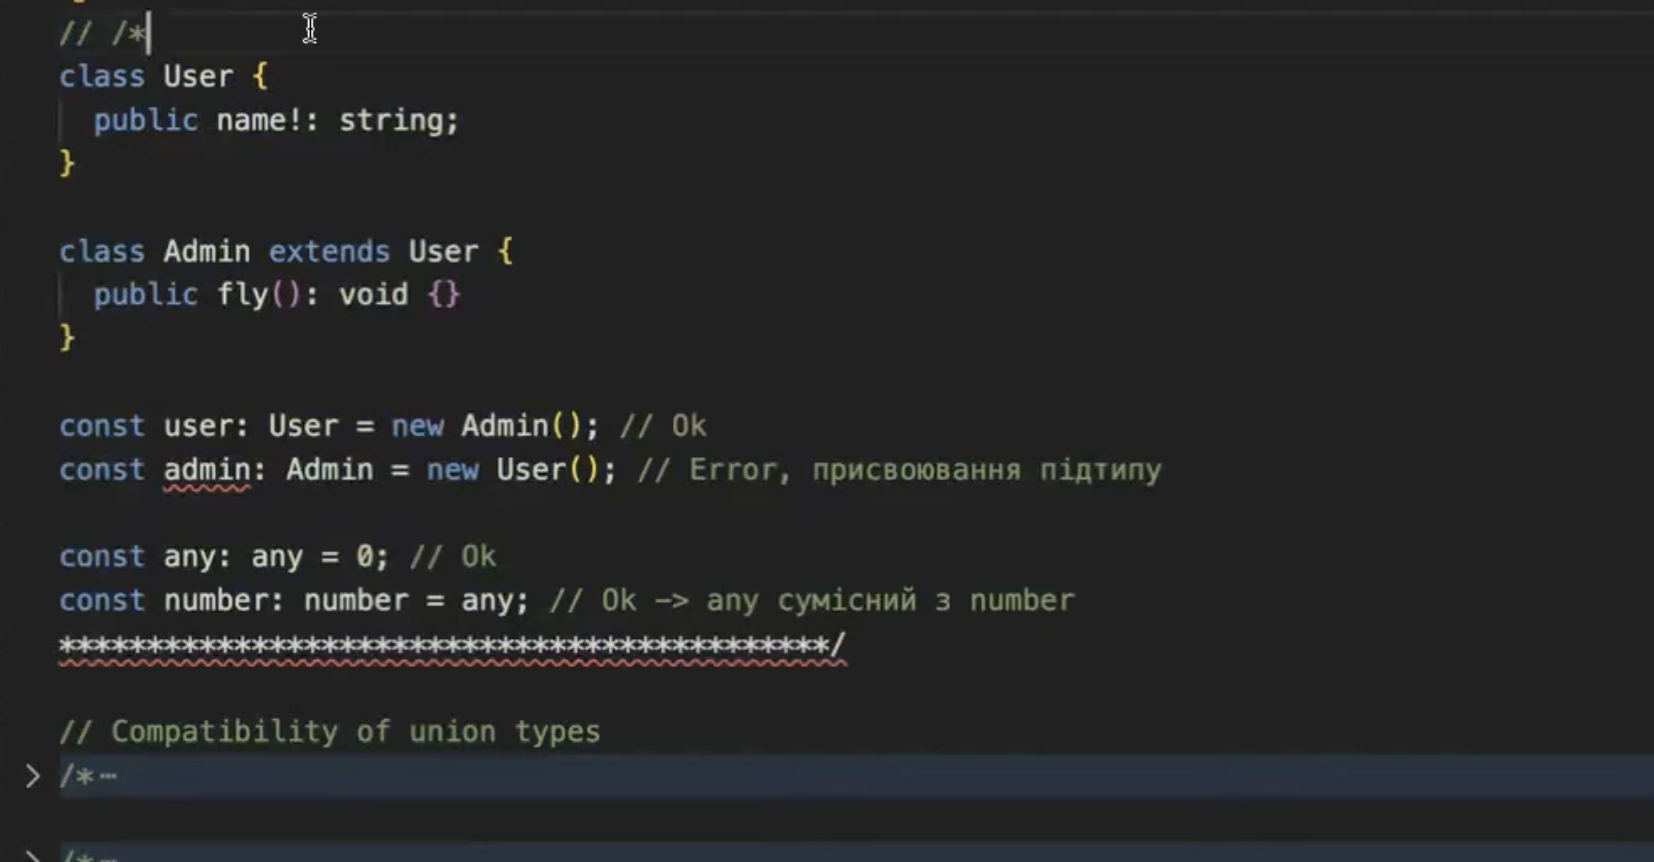 // /*
class User {
  public name!: string;
}
class Admin extends User {
  public fly(): void {}
}
const user: User = new Admin(); // Ok
const admin: Admin = new User(); // Error, присвоювання підтипу
const any: any = 0; // Ok
const number: number = any; // Ok -> any сумісний з number
********************************************/
// Compatibility of union types
/*…
/*…